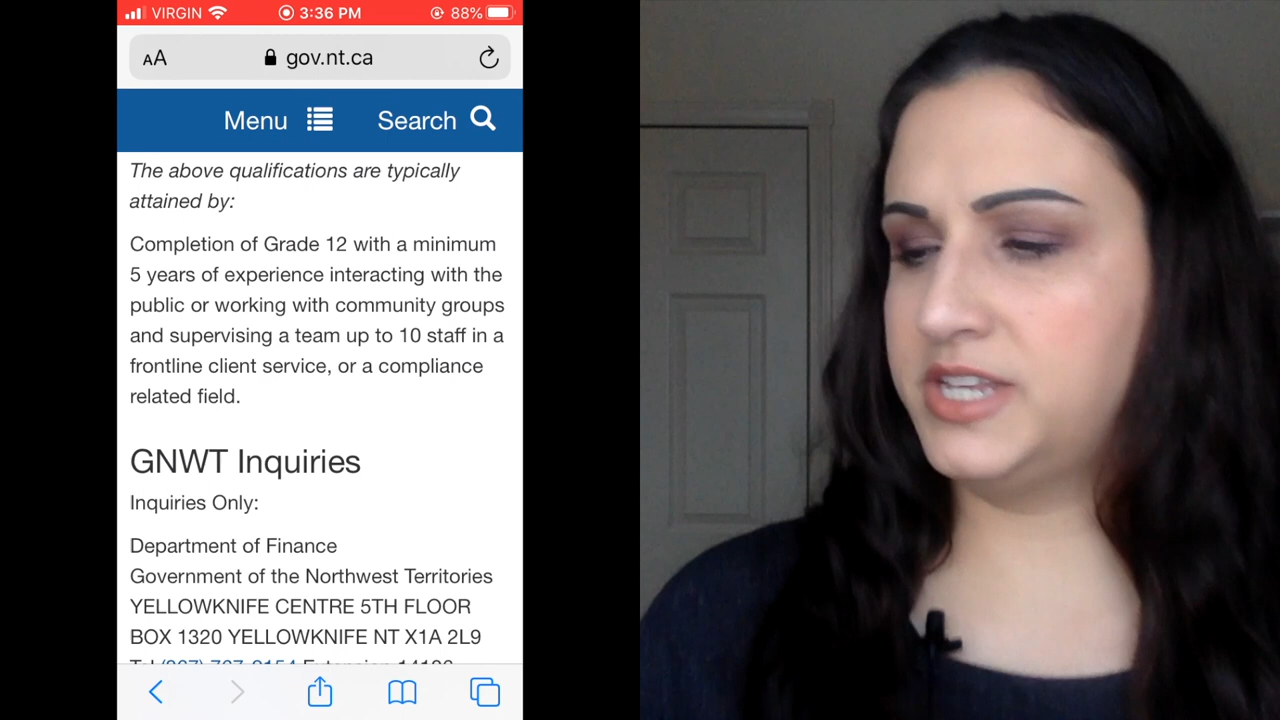 VIRGIN 3:36 PM 88%
AA gov.nt.ca
Menu Search
The above qualifications are typically
attained by:
Completion of Grade 12 with a minimum
5 years of experience interacting with the
public or working with community groups
and supervising a team up to 10 staff in a
frontline client service, or a compliance
related field.
GNWT Inquiries
Inquiries Only:
Department of Finance
Government of the Northwest Territories
YELLOWKNIFE CENTRE 5TH FLOOR
BOX 1320 YELLOWKNIFE NT X1A 2L9